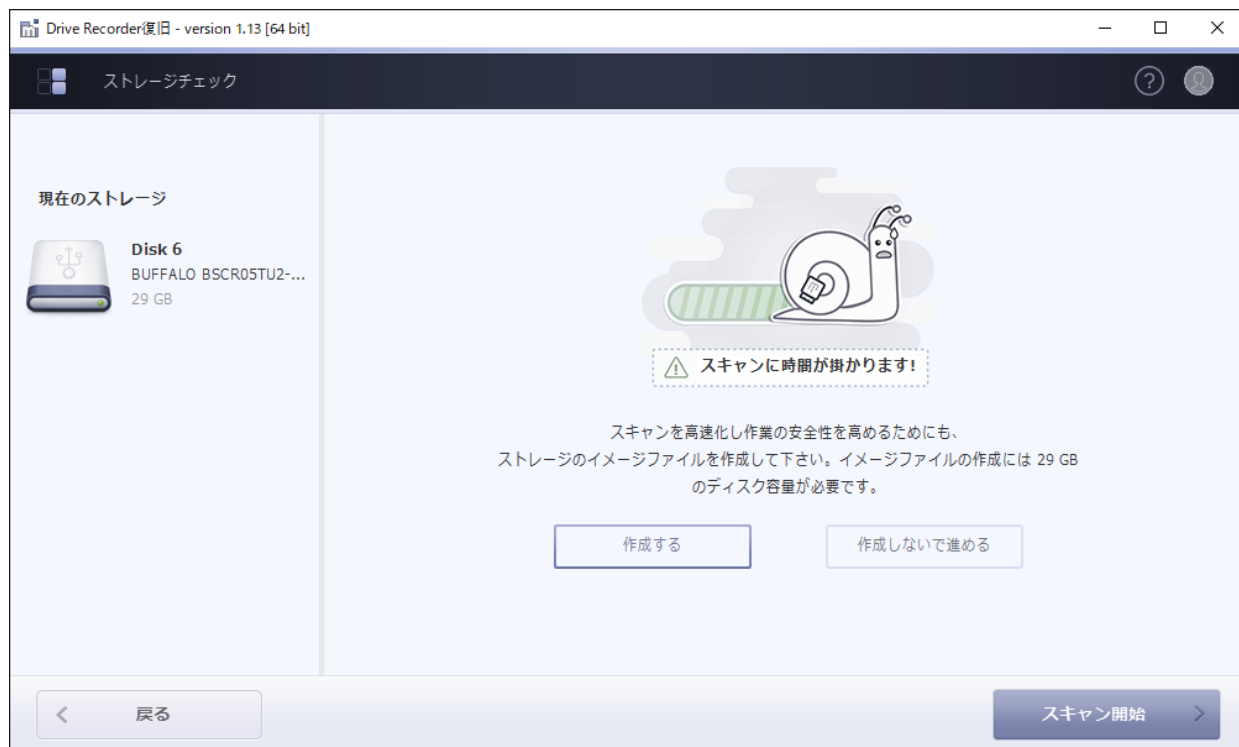 Drive Recorder復旧 - version 1.13 [64 bit]
ストレージチェック
?
現在のストレージ
Disk 6
BUFFALO BSCR05TU2-...
29 GB
スキャンに時間が掛かります!
スキャンを高速化し作業の安全性を高めるためにも、
ストレージのイメージファイルを作成して下さい。イメージファイルの作成には 29 GB
のディスク容量が必要です。
作成する
作成しないで進める
戻る
スキャン開始